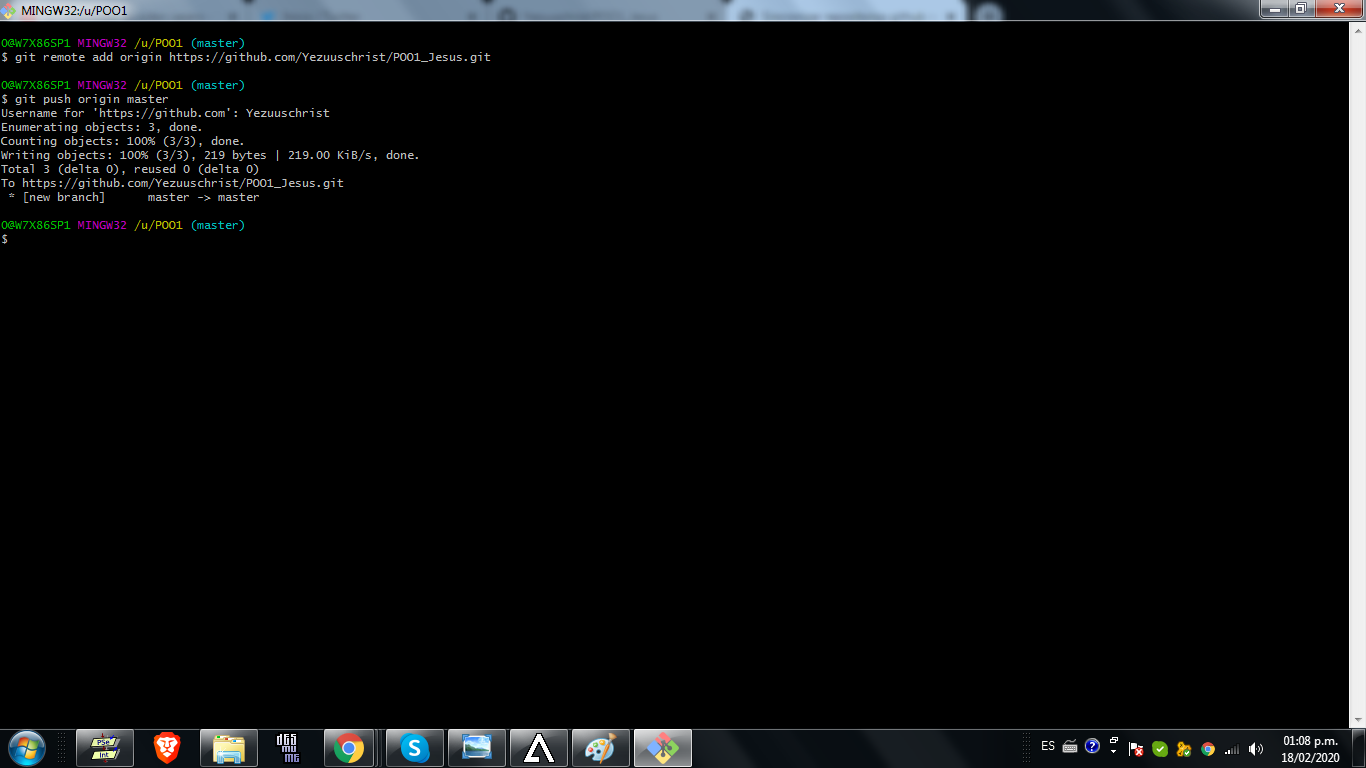 MINGW32:/u/POO1
O@W7X86SP1 MINGW32 /u/POO1 (master)
$ git remote add origin https://github.com/Yezuuschrist/POO1_Jesus.git
O@W7X86SP1 MINGW32 /u/POO1 (master)
$ git push origin master
Username for 'https://github.com': Yezuuschrist
Enumerating objects: 3, done.
Counting objects: 100% (3/3), done.
Writing objects: 100% (3/3), 219 bytes | 219.00 KiB/s, done.
Total 3 (delta 0), reused 0 (delta 0)
To https://github.com/Yezuuschrist/POO1_Jesus.git
 * [new branch]      master -> master
O@W7X86SP1 MINGW32 /u/POO1 (master)
$
PSe
Int
ES
01:08 p.m.
18/02/2020